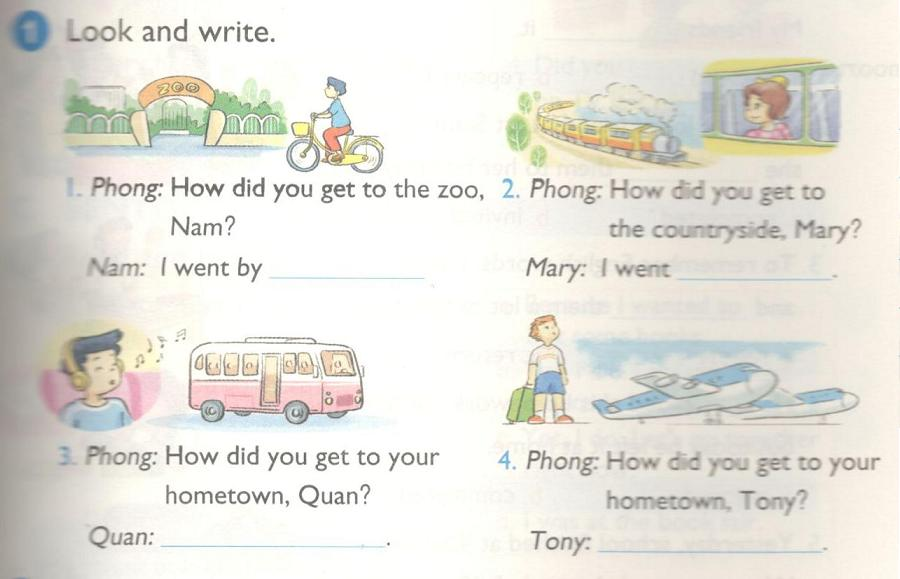 1 Look and write.
ZOO
1. Phong: How did you get to the zoo,
Nam?
Nam: I went by ____________
2. Phong: How did you get to
the countryside, Mary?
Mary: I went ____________.
3. Phong: How did you get to your
hometown, Quan?
Quan: __________________.
4. Phong: How did you get to your
hometown, Tony?
Tony: __________________.